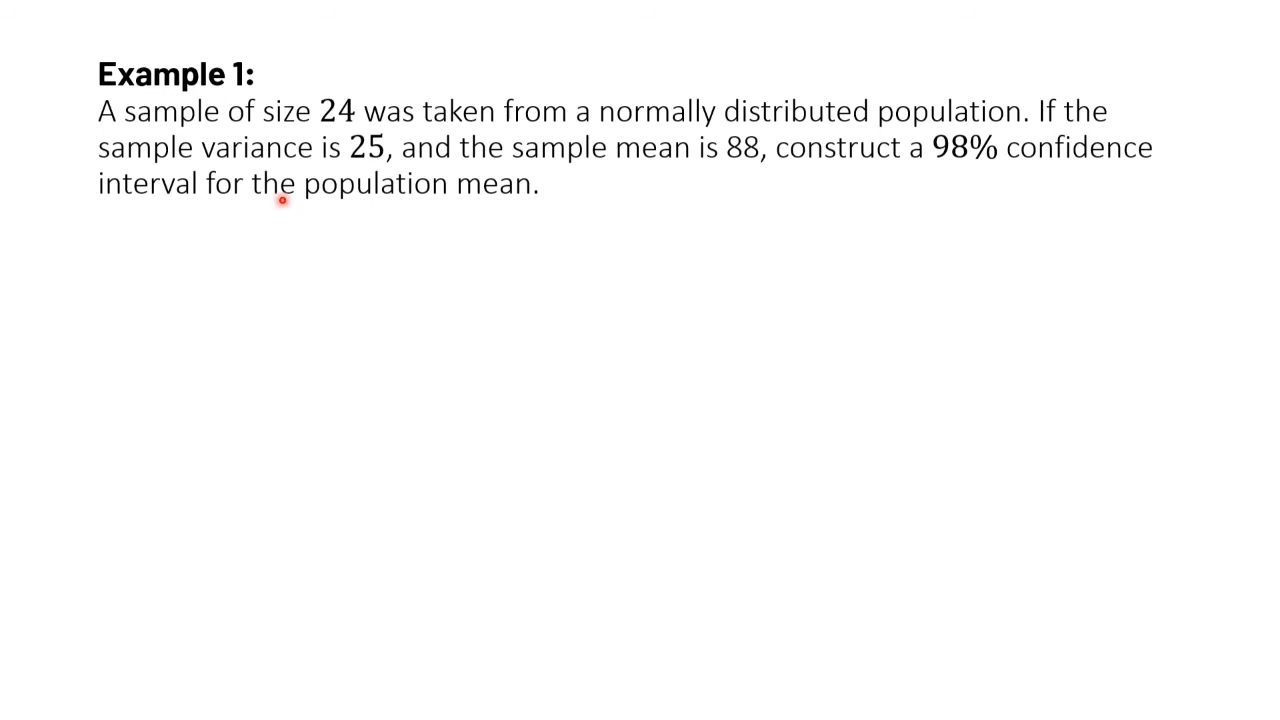 Example 1:
A sample of size 24 was taken from a normally distributed population. If the
sample variance is 25, and the sample mean is 88, construct a 98% confidence
interval for the population mean.